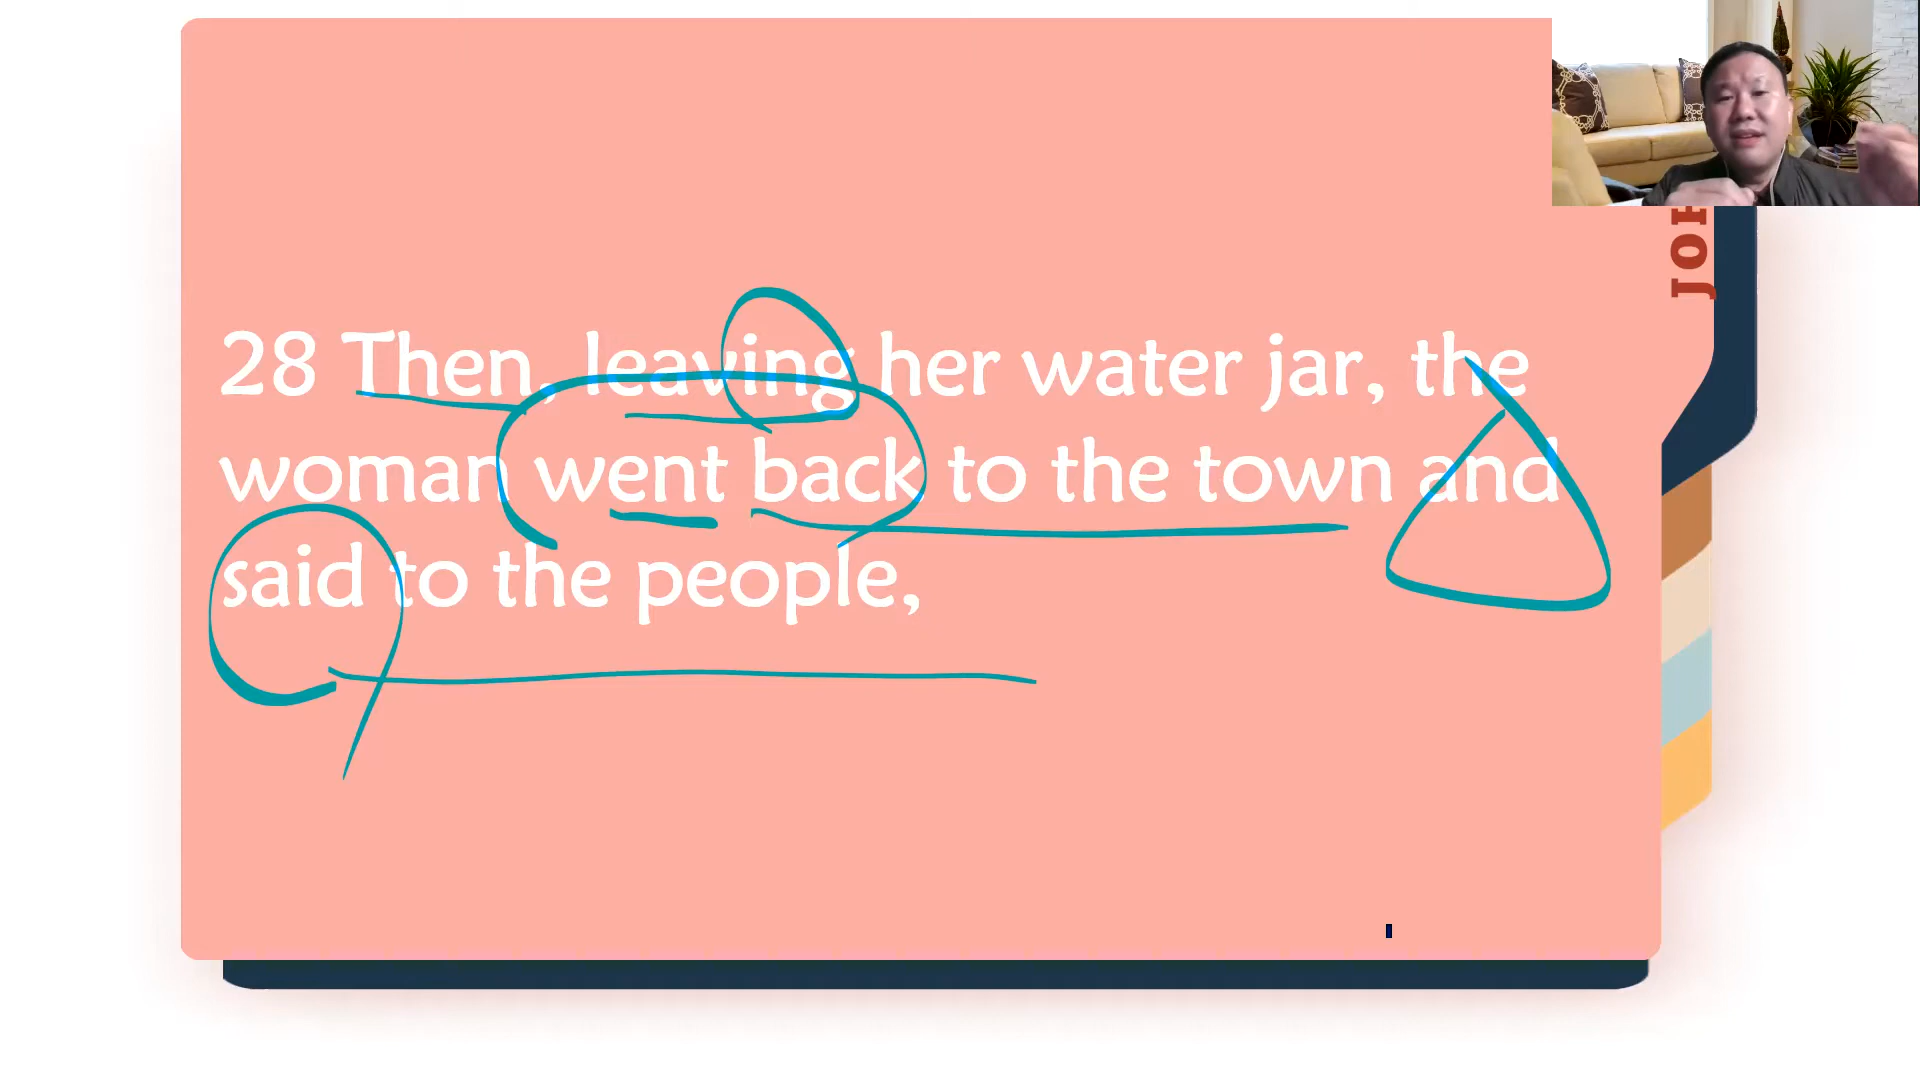 28 Then, leaving her water jar, the
woman went back to the town and
said to the people,